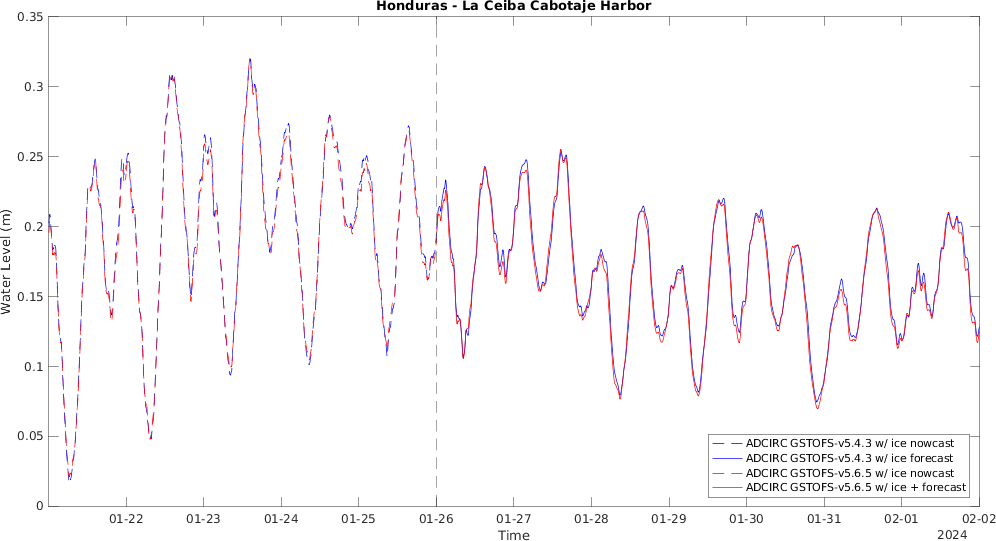 Honduras - La Ceiba Cabotaje Harbor
0.35
0.3
0.25
0.2
0.15
0.1
0.05
0
Water Level (m)
ADCIRC GSTOFS-v5.4.3 w/ ice nowcast
ADCIRC GSTOFS-v5.4.3 w/ ice forecast
ADCIRC GSTOFS-v5.6.5 w/ ice nowcast
ADCIRC GSTOFS-v5.6.5 w/ ice + forecast
01-22 01-23 01-24 01-25 01-26 01-27 01-28 01-29 01-30 01-31 02-01 02-02
Time
2024